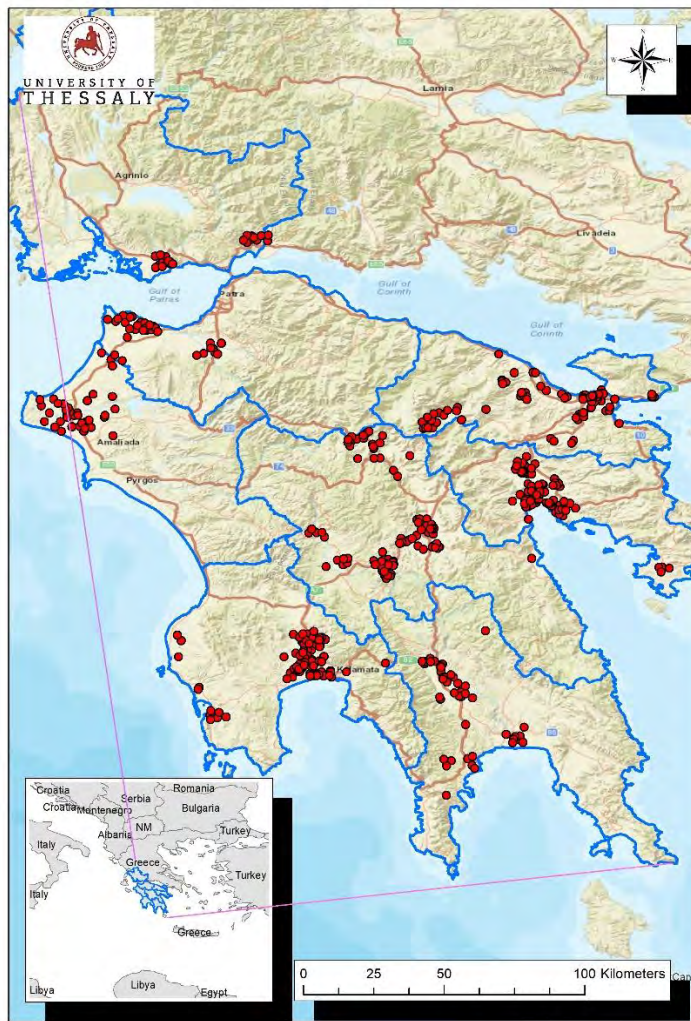 UNIVERSITY OF
THESSALY
N
W
E
S
Lamia
Agrinio
Livadeia
Gulf of
Patras
Patra
Gulf of
Corinth
Gulf of
Corinth
Amaliada
Pyrgos
Kalamata
Croatia
Croatia
Montenegro
Serbia
Romania
Bulgaria
NM
Albania
Turkey
Italy
Greece
Turkey
Italy
Greece
Libya
Libya
Egypt
0 25 50 100 Kilometers